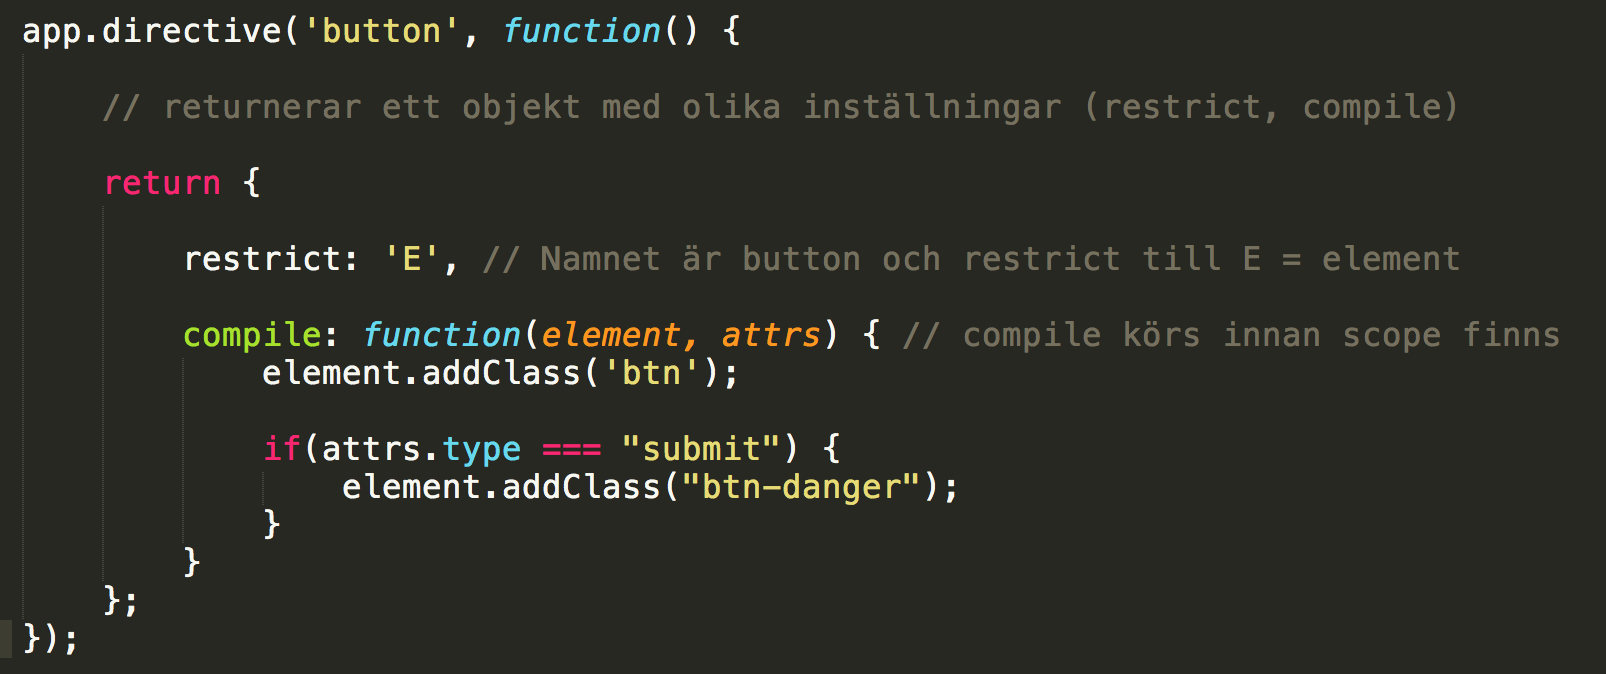 app.directive('button', function() {
// returnerar ett objekt med olika inställningar (restrict, compile)
return {
restrict: 'E', // Namnet är button och restrict till E = element
compile: function(element, attrs) { // compile körs innan scope finns
element.addClass('btn');
if(attrs.type === "submit") {
element.addClass("btn-danger");
}
}
};
});